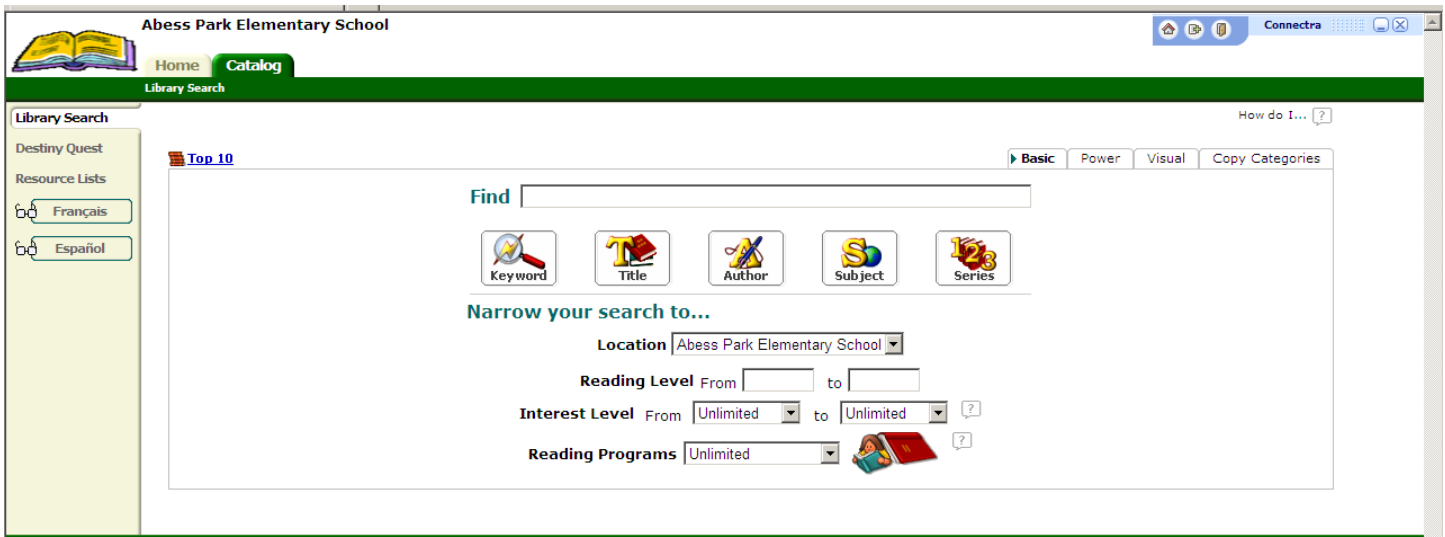 Abess Park Elementary School
Connectra
Home Catalog
Library Search
Library Search
How do I... ?
Destiny Quest
Top 10
Basic Power Visual Copy Categories
Resource Lists
Find
Français
Español
Keyword Title Author Subject Series
Narrow your search to...
Location Abess Park Elementary School
Reading Level From to
Interest Level From Unlimited to Unlimited ?
Reading Programs Unlimited ?